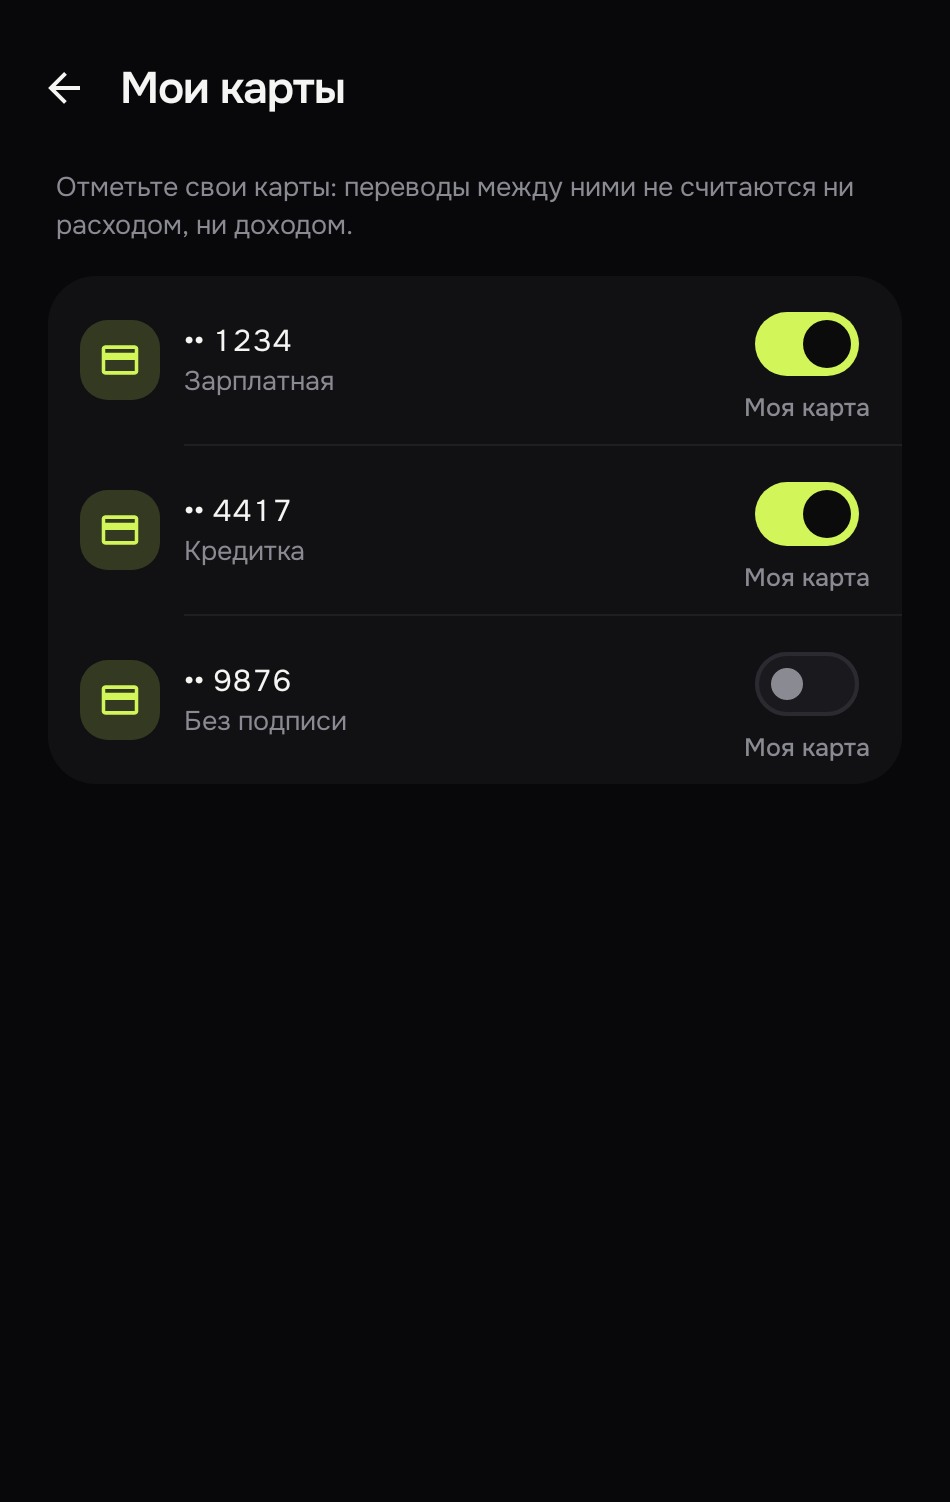 Мои карты
Отметьте свои карты: переводы между ними не считаются ни
расходом, ни доходом.
•• 1234
Зарплатная
Моя карта
•• 4417
Кредитка
Моя карта
•• 9876
Без подписи
Моя карта